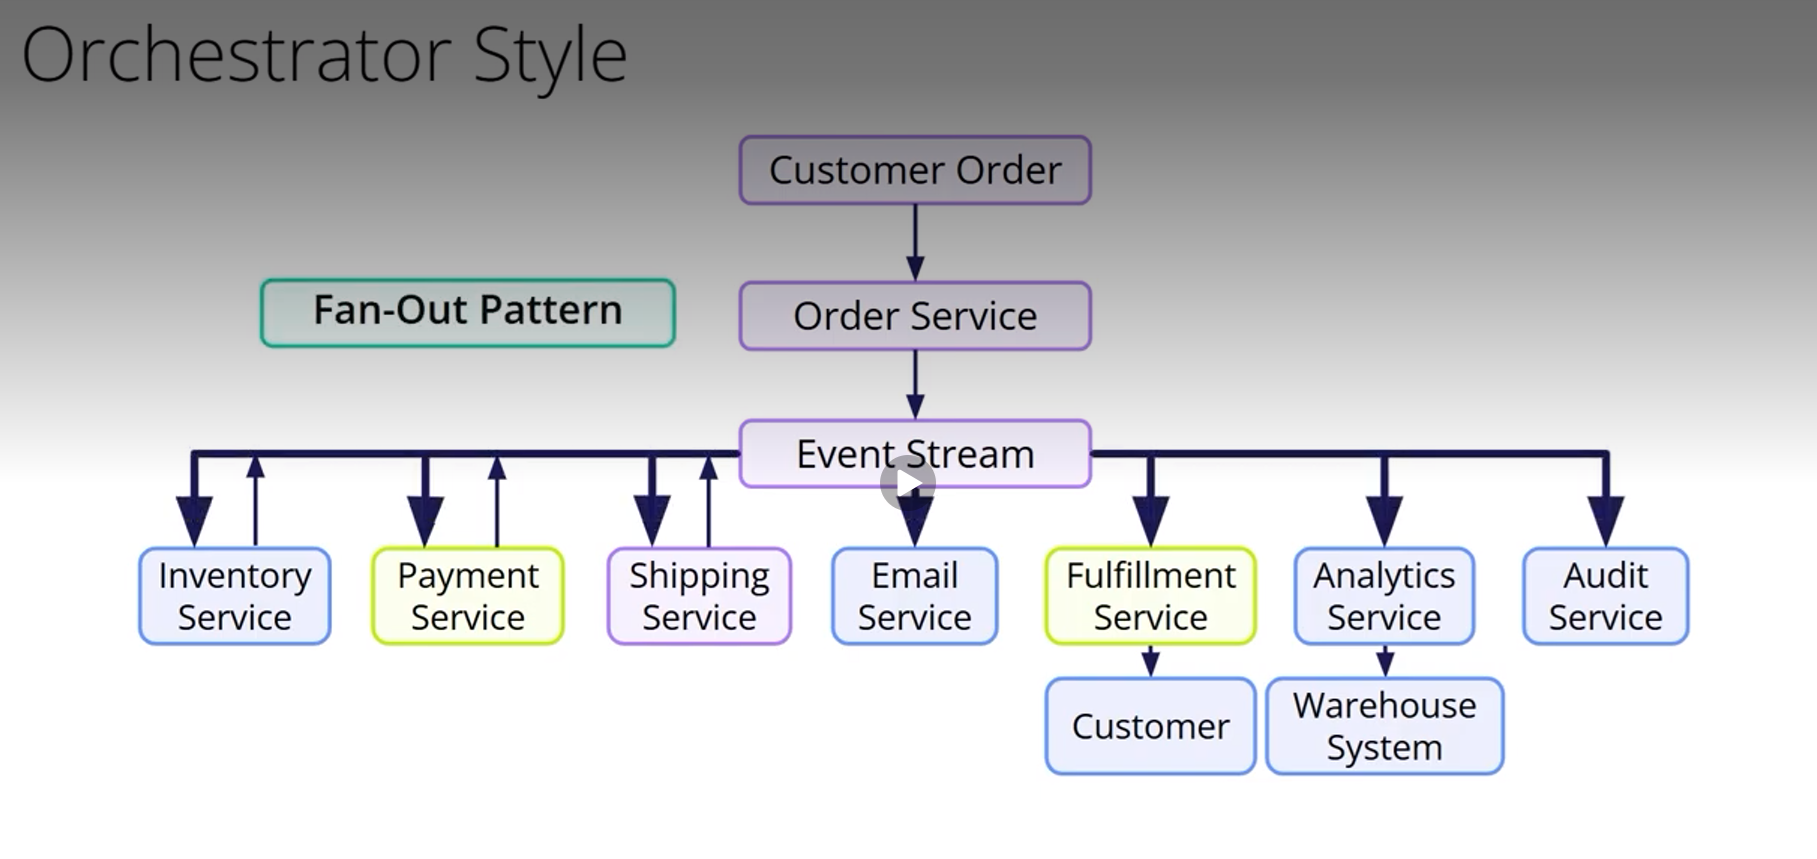 Orchestrator Style
Customer Order
Fan-Out Pattern
Order Service
Event Stream
Inventory
Service
Payment
Service
Shipping
Service
Email
Service
Fulfillment
Service
Analytics
Service
Audit
Service
Customer
Warehouse
System